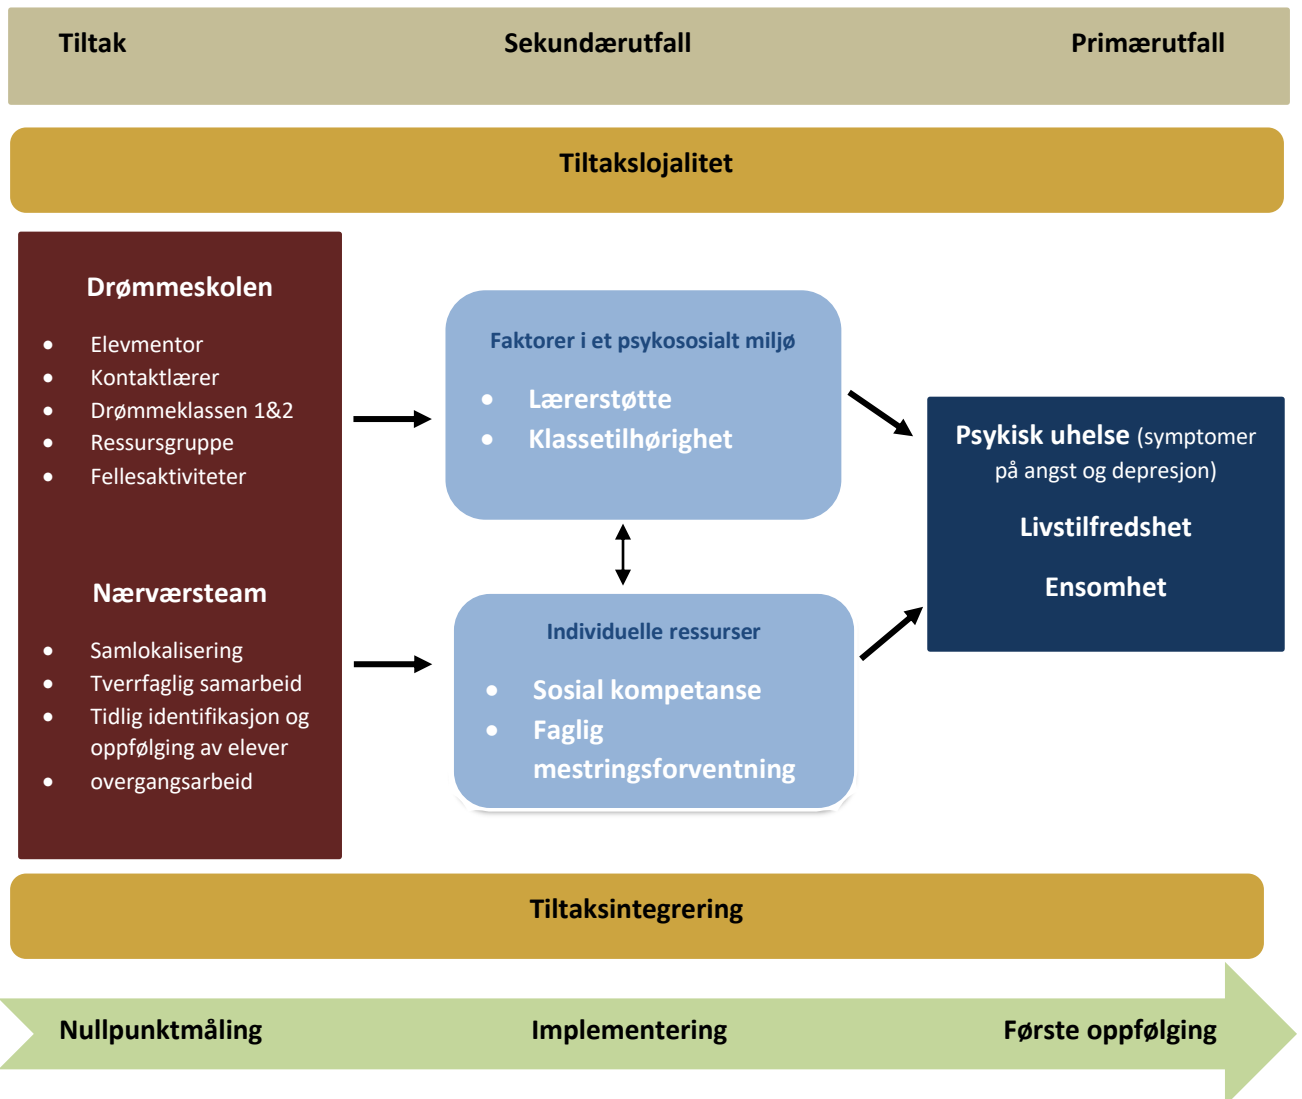 Tiltak
Sekundærutfall
Primærutfall
Tiltakslojalitet
Drømmeskolen
Elevmentor
Kontaktlærer
Drømmeklassen 1&2
Ressursgruppe
Fellesaktiviteter
Nærværsteam
Samlokalisering
Tverrfaglig samarbeid
Tidlig identifikasjon og
oppfølging av elever
overgangsarbeid
Faktorer i et psykososialt miljø
Lærerstøtte
Klassetilhørighet
Individuelle ressurser
Sosial kompetanse
Faglig
mestringsforventning
Psykisk uhelse (symptomer
på angst og depresjon)
Livstilfredshet
Ensomhet
Tiltaksintegrering
Nullpunktmåling
Implementering
Første oppfølging